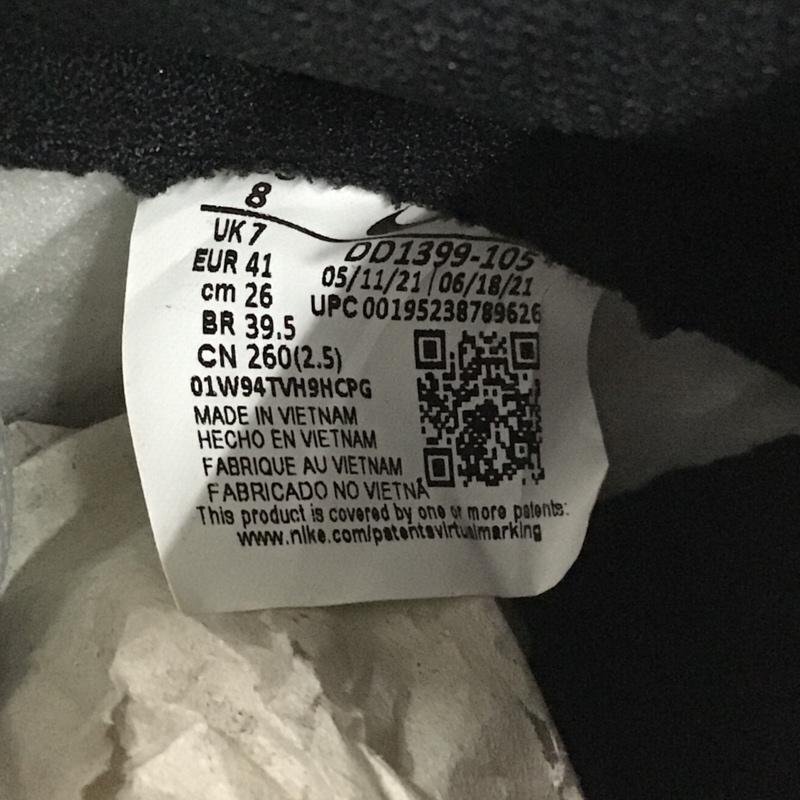 8
UK 7
EUR 41
cm 26
BR 39.5
CN 260(2.5)
01W94TVH9HCPG
DD1399-105
05/11/21 06/18/21
UPC 00195238789626
MADE IN VIETNAM
HECHO EN VIETNAM
FABRIQUE AU VIETNAM
FABRICADO NO VIETNÃ
This product is covered by one or more patents:
www.nike.com/patentsvirtualmarking